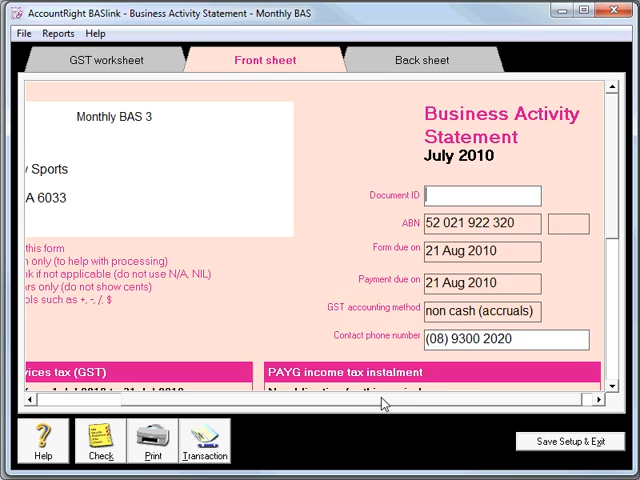 AccountRight BASlink - Business Activity Statement - Monthly BAS
File Reports Help
GST worksheet Front sheet Back sheet
Monthly BAS 3
Business Activity
Statement
July 2010
Sports
A 6033
Document ID
ABN 52 021 922 320
this form
Form due on 21 Aug 2010
only (to help with processing)
if not applicable (do not use N/A, NIL)
Payment due on 21 Aug 2010
only (do not show cents)
such as +, -, /, $
GST accounting method non cash (accruals)
Contact phone number (08) 9300 2020
vices tax (GST) PAYG income tax instalment
Help Check Print Transaction
Save Setup & Exit